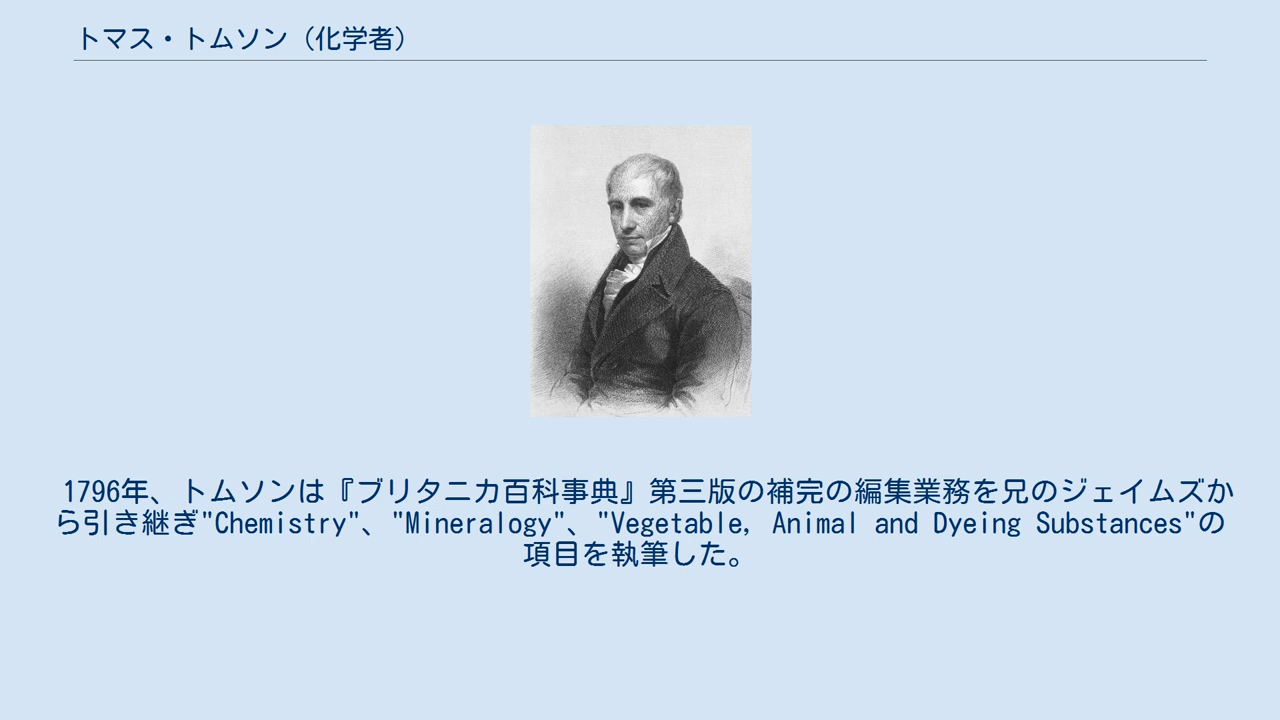 トマス・トムソン（化学者）
1796年、トムソンは『ブリタニカ百科事典』第三版の補完の編集業務を兄のジェイムズか
ら引き継ぎ"Chemistry"、"Mineralogy"、"Vegetable, Animal and Dyeing Substances"の
項目を執筆した。